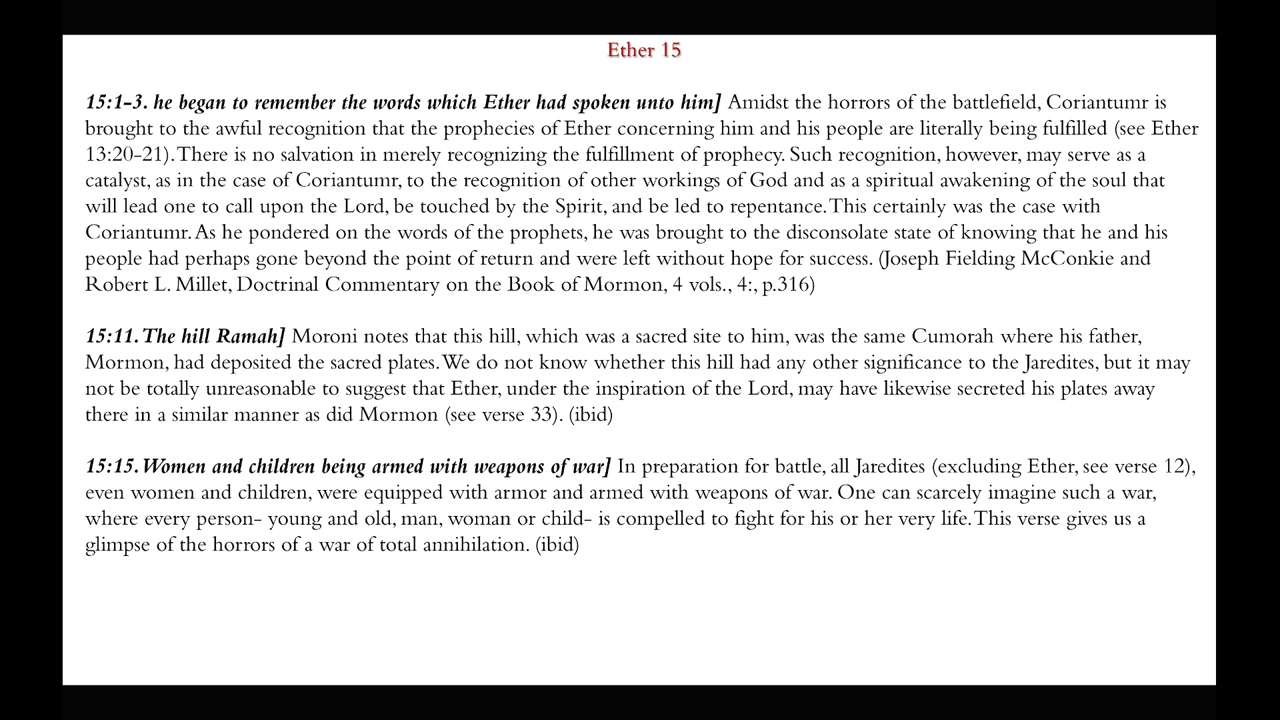 Ether 15
15:1-3. he began to remember the words which Ether had spoken unto him] Amidst the horrors of the battlefield, Coriantumr is
brought to the awful recognition that the prophecies of Ether concerning him and his people are literally being fulfilled (see Ether
13:20-21). There is no salvation in merely recognizing the fulfillment of prophecy. Such recognition, however, may serve as a
catalyst, as in the case of Coriantumr, to the recognition of other workings of God and as a spiritual awakening of the soul that
will lead one to call upon the Lord, be touched by the Spirit, and be led to repentance. This certainly was the case with
Coriantumr. As he pondered on the words of the prophets, he was brought to the disconsolate state of knowing that he and his
people had perhaps gone beyond the point of return and were left without hope for success. (Joseph Fielding McConkie and
Robert L. Millet, Doctrinal Commentary on the Book of Mormon, 4 vols., 4:, p.316)
15:11. The hill Ramah] Moroni notes that this hill, which was a sacred site to him, was the same Cumorah where his father,
Mormon, had deposited the sacred plates. We do not know whether this hill had any other significance to the Jaredites, but it may
not be totally unreasonable to suggest that Ether, under the inspiration of the Lord, may have likewise secreted his plates away
there in a similar manner as did Mormon (see verse 33). (ibid)
15:15. Women and children being armed with weapons of war] In preparation for battle, all Jaredites (excluding Ether, see verse 12),
even women and children, were equipped with armor and armed with weapons of war. One can scarcely imagine such a war,
where every person- young and old, man, woman or child- is compelled to fight for his or her very life. This verse gives us a
glimpse of the horrors of a war of total annihilation. (ibid)